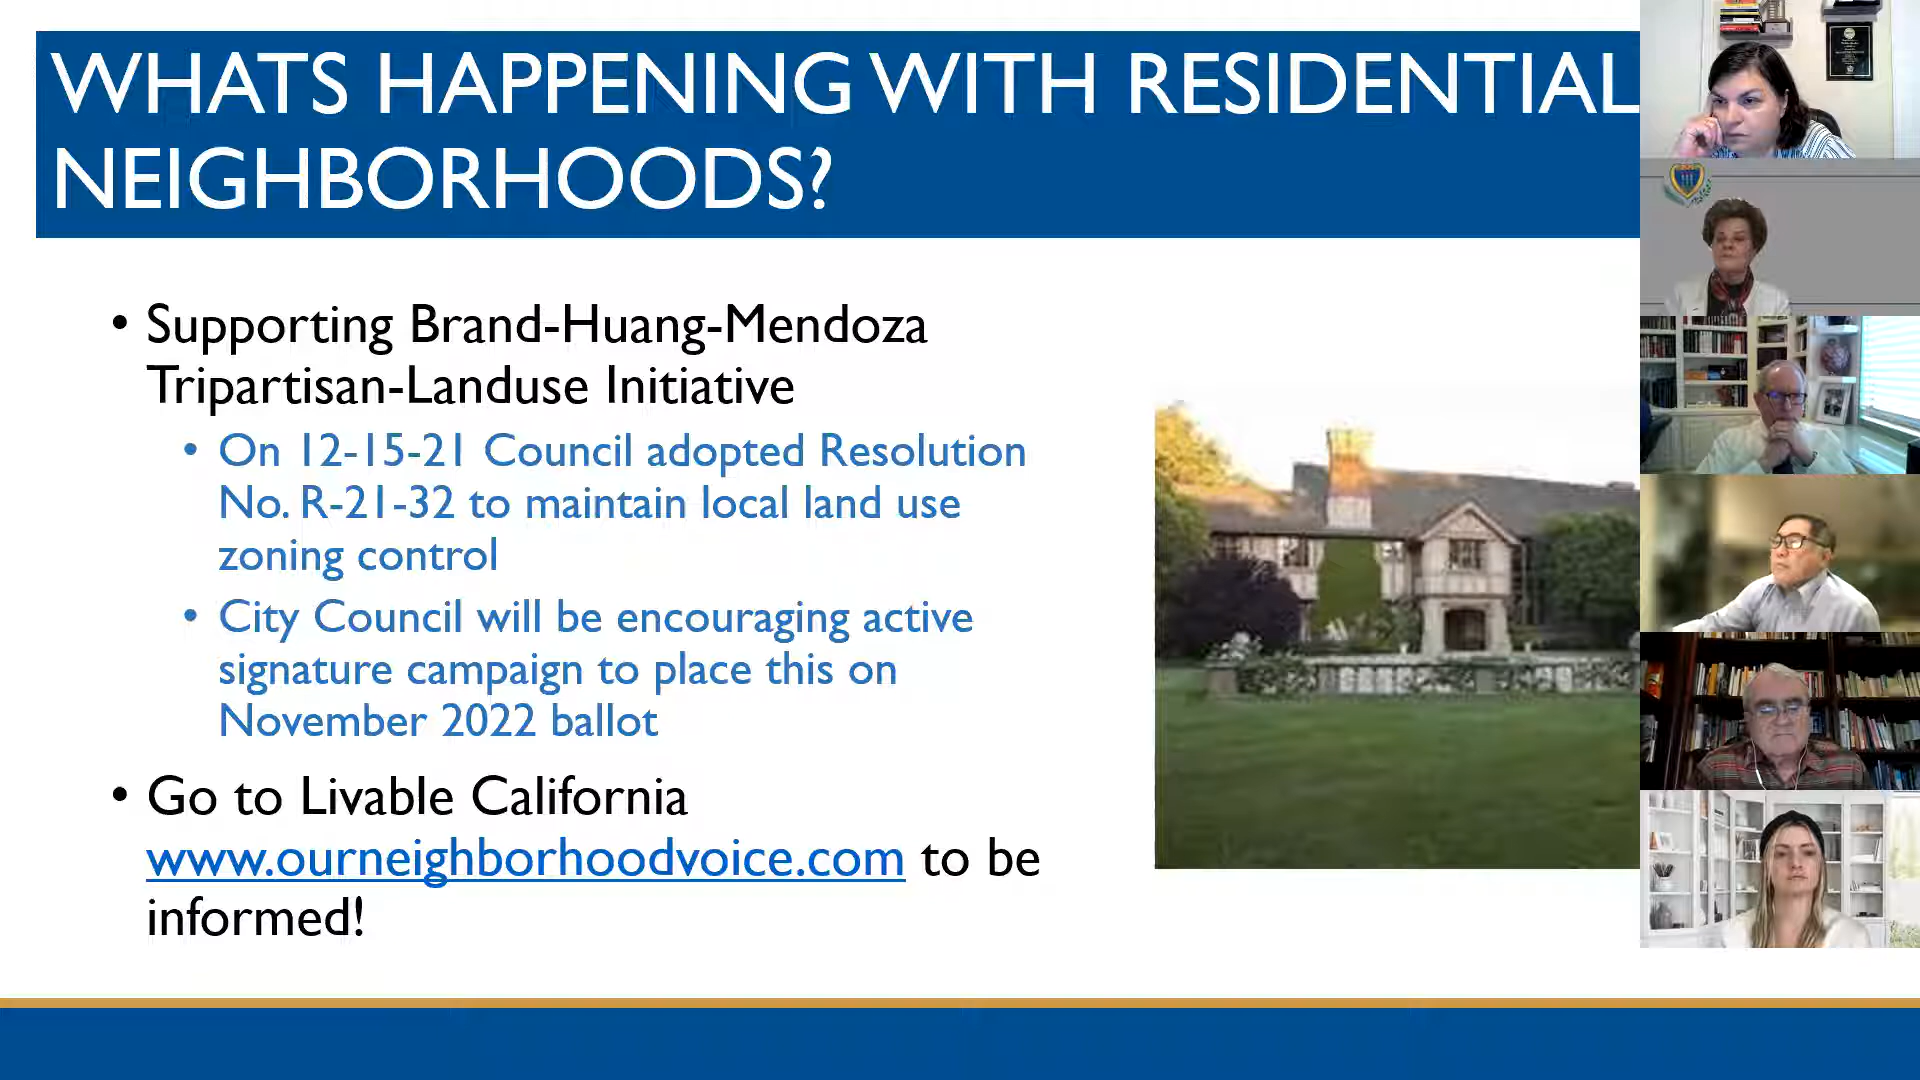 WHATS HAPPENING WITH RESIDENTIAL
NEIGHBORHOODS?
• Supporting Brand-Huang-Mendoza
Tripartisan-Landuse Initiative
• On 12-15-21 Council adopted Resolution
No. R-21-32 to maintain local land use
zoning control
• City Council will be encouraging active
signature campaign to place this on
November 2022 ballot
• Go to Livable California
www.ourneighborhoodvoice.com to be
informed!